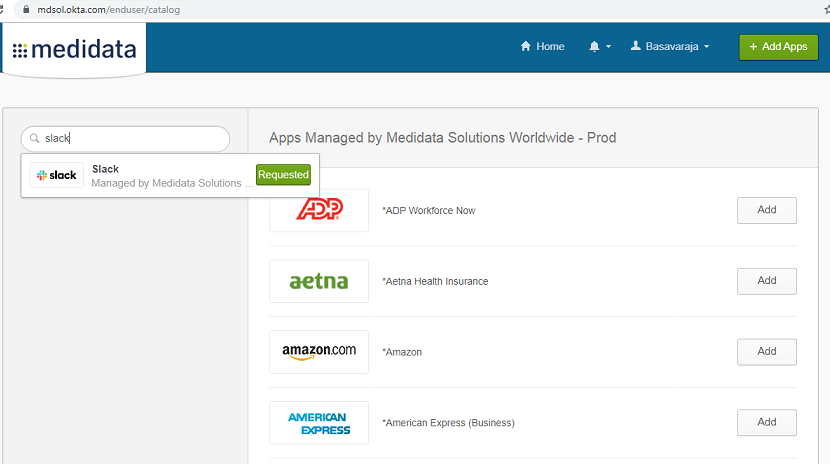 mdsol.okta.com/enduser/catalog
medidata
Home
Basavaraja
+ Add Apps
slack
Apps Managed by Medidata Solutions Worldwide - Prod
slack
Slack
Managed by Medidata Solutions ...
Requested
ADP
*ADP Workforce Now
Add
aetna
*Aetna Health Insurance
Add
amazon.com
*Amazon
Add
AMERICAN
EXPRESS
*American Express (Business)
Add